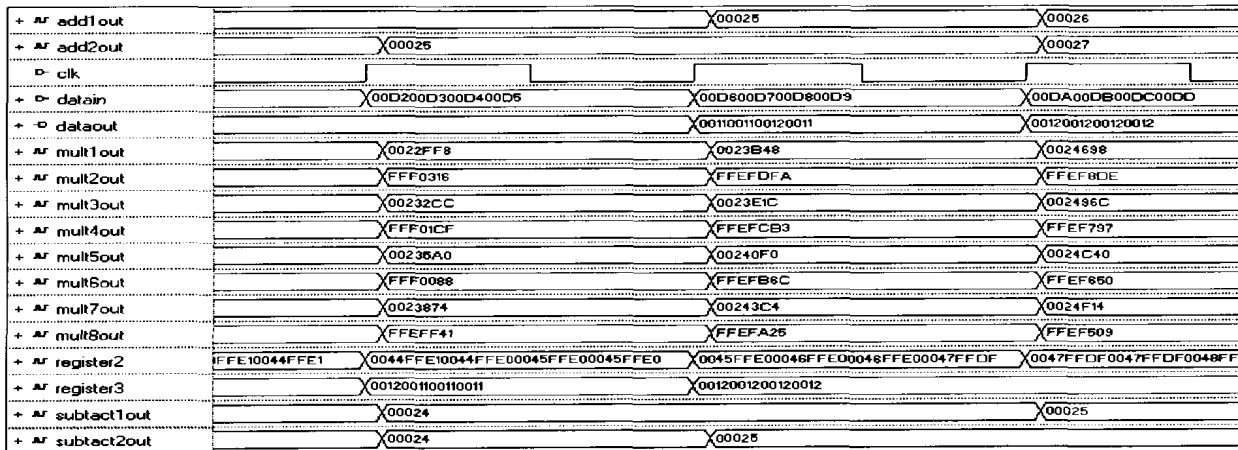 + add1out 00025 00026
+ add2out 00025 00027
clk
+ datain 00D200D300D400D5 00D600D700D800D9 00DA00DB00DC00DD
+ dataout 0011001100120011 0012001200120012
+ mult1out 0022FF8 0023B48 0024698
+ mult2out FFF0316 FFEFDFA FFEF8DE
+ mult3out 00232CC 0023E1C 002496C
+ mult4out FFF01CF FFEFCB3 FFEF797
+ mult5out 00235A0 00240F0 0024C40
+ mult6out FFF0088 FFEFB6C FFEF650
+ mult7out 0023874 00243C4 0024F14
+ mult8out FFEFF41 FFEFA25 FFEF509
+ register2 IFFE10044FFE1 0044FFE10044FFE00045FFE00045FFE0 0045FFE00046FFE00046FFE00047FFDF 0047FFDF0047FFDF0048FF
+ register3 0012001100110011 0012001200120012
+ subtact1out 00024 00025
+ subtact2out 00024 00025